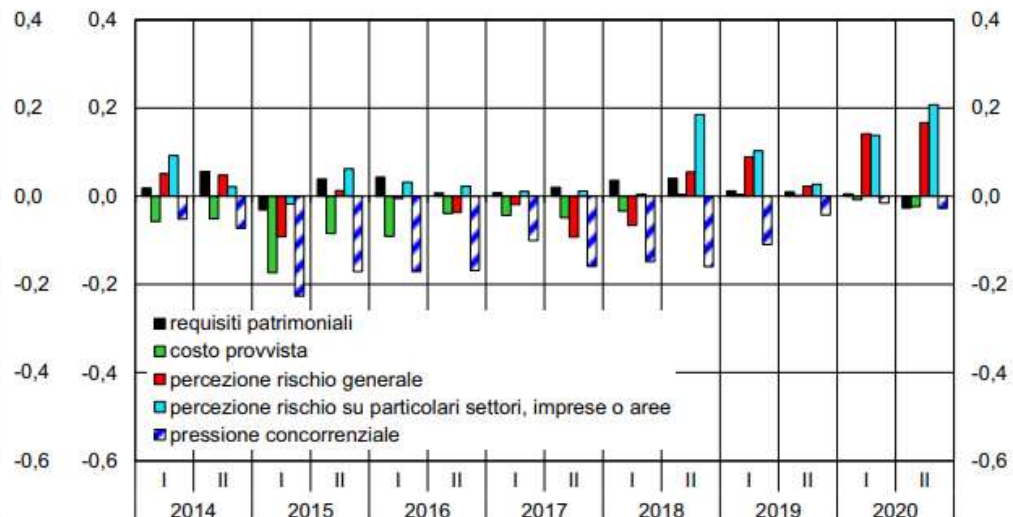 0,4 0,4 0,4
0,2 0,2 0,2
0,0 0,0 0,0
-0,2 -0,2 -0,2
requisiti patrimoniali
costo provvista
-0,4 -0,4 percezione rischio generale -0,4
percezione rischio su particolari settori, imprese o aree
pressione concorrenziale
-0,6 -0,6 -0,6
I II I II I II I II I II I II I II
2014 2015 2016 2017 2018 2019 2020